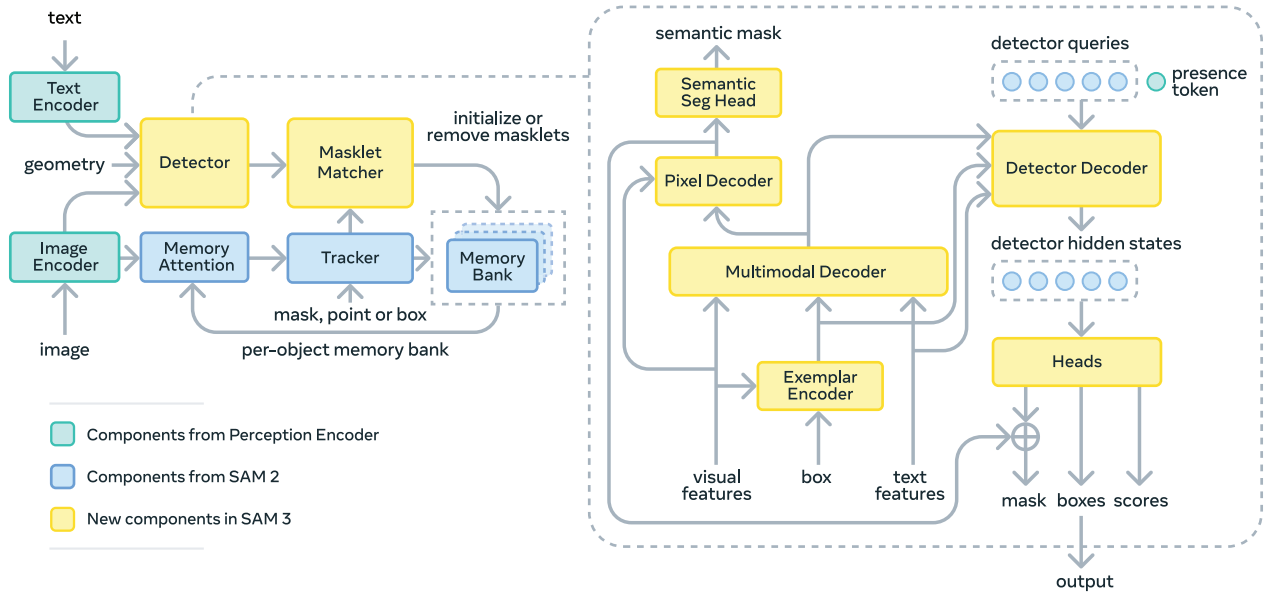 text
Text
Encoder
geometry
Detector
Masklet
Matcher
initialize or
remove masklets
Image
Encoder
Memory
Attention
Tracker
Memory
Bank
mask, point or box
image
per-object memory bank
Components from Perception Encoder
Components from SAM 2
New components in SAM 3
semantic mask
Semantic
Seg Head
Pixel Decoder
Multimodal Decoder
Exemplar
Encoder
visual
features
box
text
features
detector queries
presence
token
Detector Decoder
detector hidden states
Heads
mask
boxes
scores
output